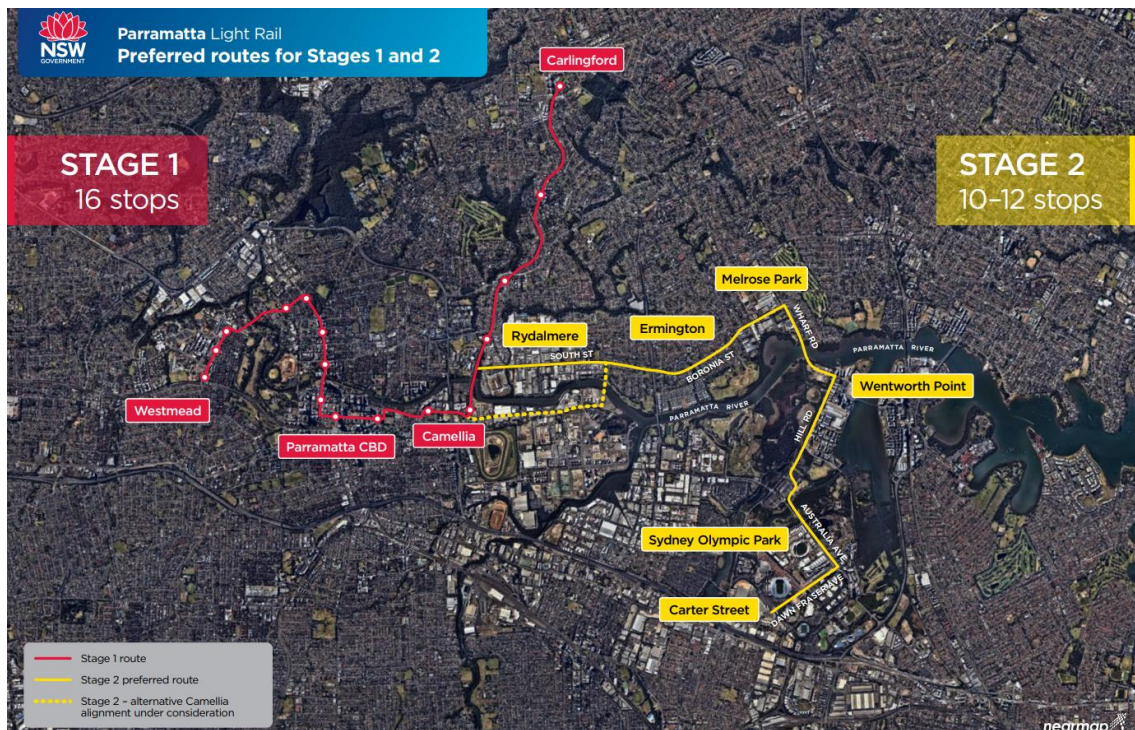 Parramatta Light Rail
Preferred routes for Stages 1 and 2
NSW
GOVERNMENT
Carlingford
STAGE 1
16 stops
STAGE 2
10–12 stops
Melrose Park
WHARF RD
Rydalmere
Ermington
SOUTH ST
BORONIA ST
PARRAMATTA RIVER
Wentworth Point
Westmead
PARRAMATTA RIVER
HILL RD
Parramatta CBD
Camellia
AUSTRALIA AVE
Sydney Olympic Park
DAWN FRASER AVE
Carter Street
Stage 1 route
Stage 2 preferred route
Stage 2 – alternative Camellia
alignment under consideration
nearmap